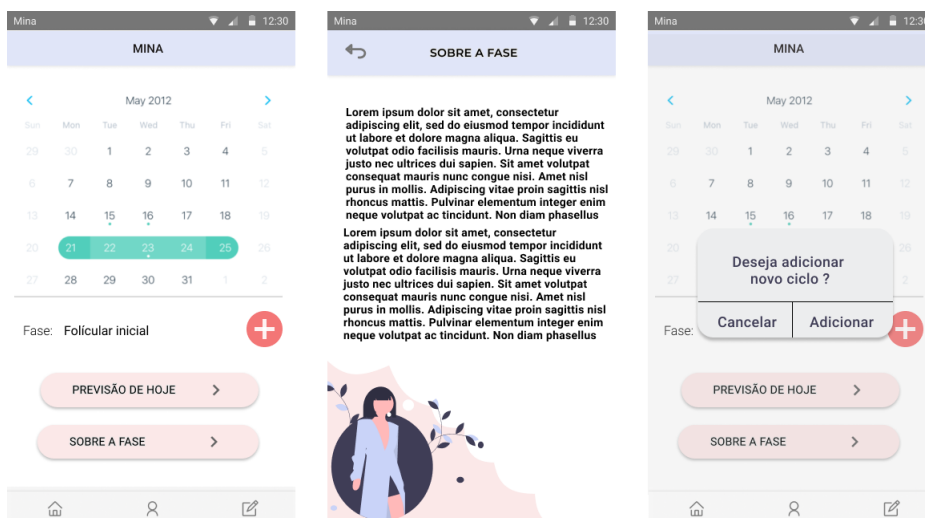 Mina 12:30
MINA
May 2012
Sun Mon Tue Wed Thu Fri Sat
29 30 1 2 3 4 5
6 7 8 9 10 11 12
13 14 15 16 17 18 19
20 21 22 23 24 25 26
27 28 29 30 31 1 2
Fase: Folícular inicial
PREVISÃO DE HOJE
SOBRE A FASE
Mina 12:30
SOBRE A FASE
Lorem ipsum dolor sit amet, consectetur
adipiscing elit, sed do eiusmod tempor incididunt
ut labore et dolore magna aliqua. Sagittis eu
volutpat odio facilisis mauris. Urna neque viverra
justo nec ultrices dui sapien. Sit amet volutpat
consequat mauris nunc congue nisi. Amet nisl
purus in mollis. Adipiscing vitae proin sagittis nisl
rhoncus mattis. Pulvinar elementum integer enim
neque volutpat ac tincidunt. Non diam phasellus
Lorem ipsum dolor sit amet, consectetur
adipiscing elit, sed do eiusmod tempor incididunt
ut labore et dolore magna aliqua. Sagittis eu
volutpat odio facilisis mauris. Urna neque viverra
justo nec ultrices dui sapien. Sit amet volutpat
consequat mauris nunc congue nisi. Amet nisl
purus in mollis. Adipiscing vitae proin sagittis nisl
rhoncus mattis. Pulvinar elementum integer enim
neque volutpat ac tincidunt. Non diam phasellus
Mina 12:30
MINA
May 2012
Sun Mon Tue Wed Thu Fri Sat
29 30 1 2 3 4 5
6 7 8 9 10 11 12
13 14 15 16 17 18 19
20 26
27 2
Deseja adicionar
novo ciclo ?
Cancelar Adicionar
Fase:
PREVISÃO DE HOJE
SOBRE A FASE